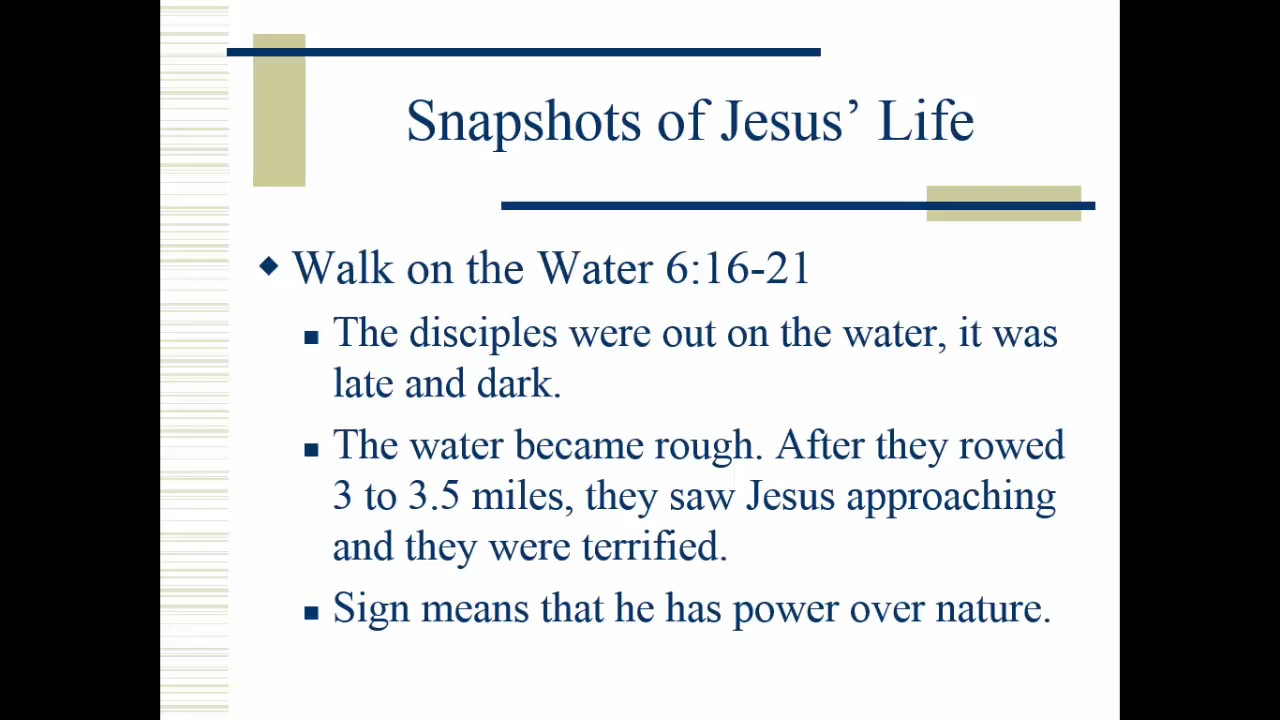 Snapshots of Jesus’ Life
Walk on the Water 6:16-21
The disciples were out on the water, it was
late and dark.
The water became rough. After they rowed
3 to 3.5 miles, they saw Jesus approaching
and they were terrified.
Sign means that he has power over nature.